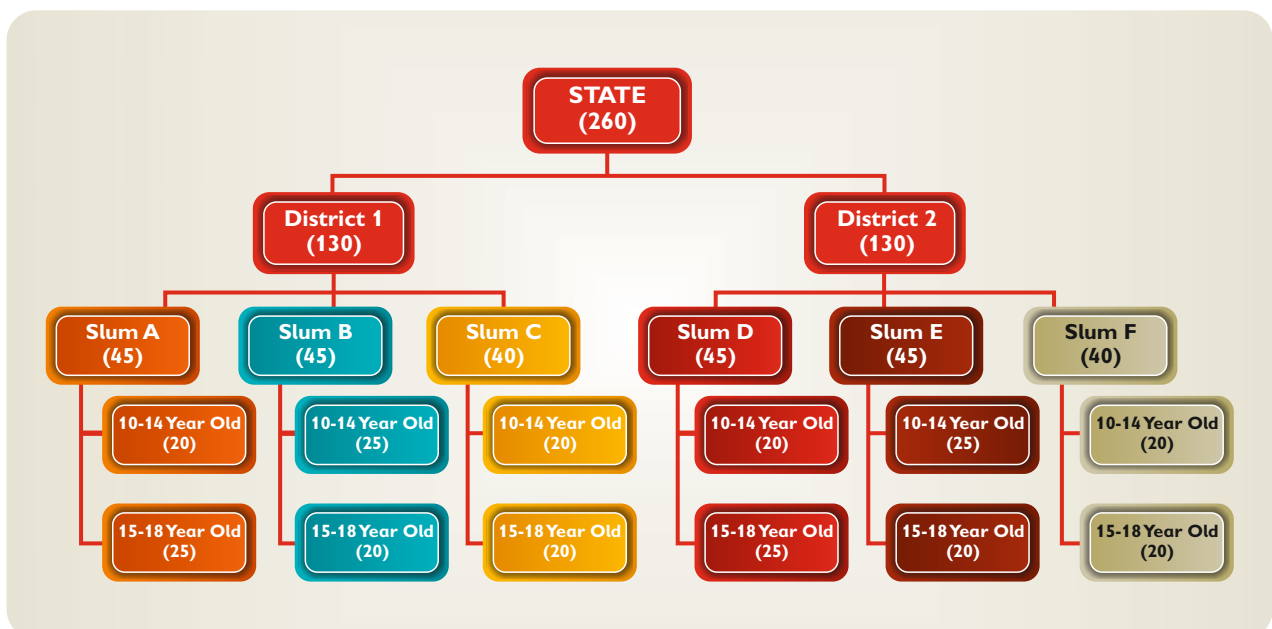 STATE
(260)
District 1
(130)
District 2
(130)
Slum A
(45)
Slum B
(45)
Slum C
(40)
Slum D
(45)
Slum E
(45)
Slum F
(40)
10-14 Year Old
(20)
10-14 Year Old
(25)
10-14 Year Old
(20)
10-14 Year Old
(20)
10-14 Year Old
(25)
10-14 Year Old
(20)
15-18 Year Old
(25)
15-18 Year Old
(20)
15-18 Year Old
(20)
15-18 Year Old
(25)
15-18 Year Old
(20)
15-18 Year Old
(20)